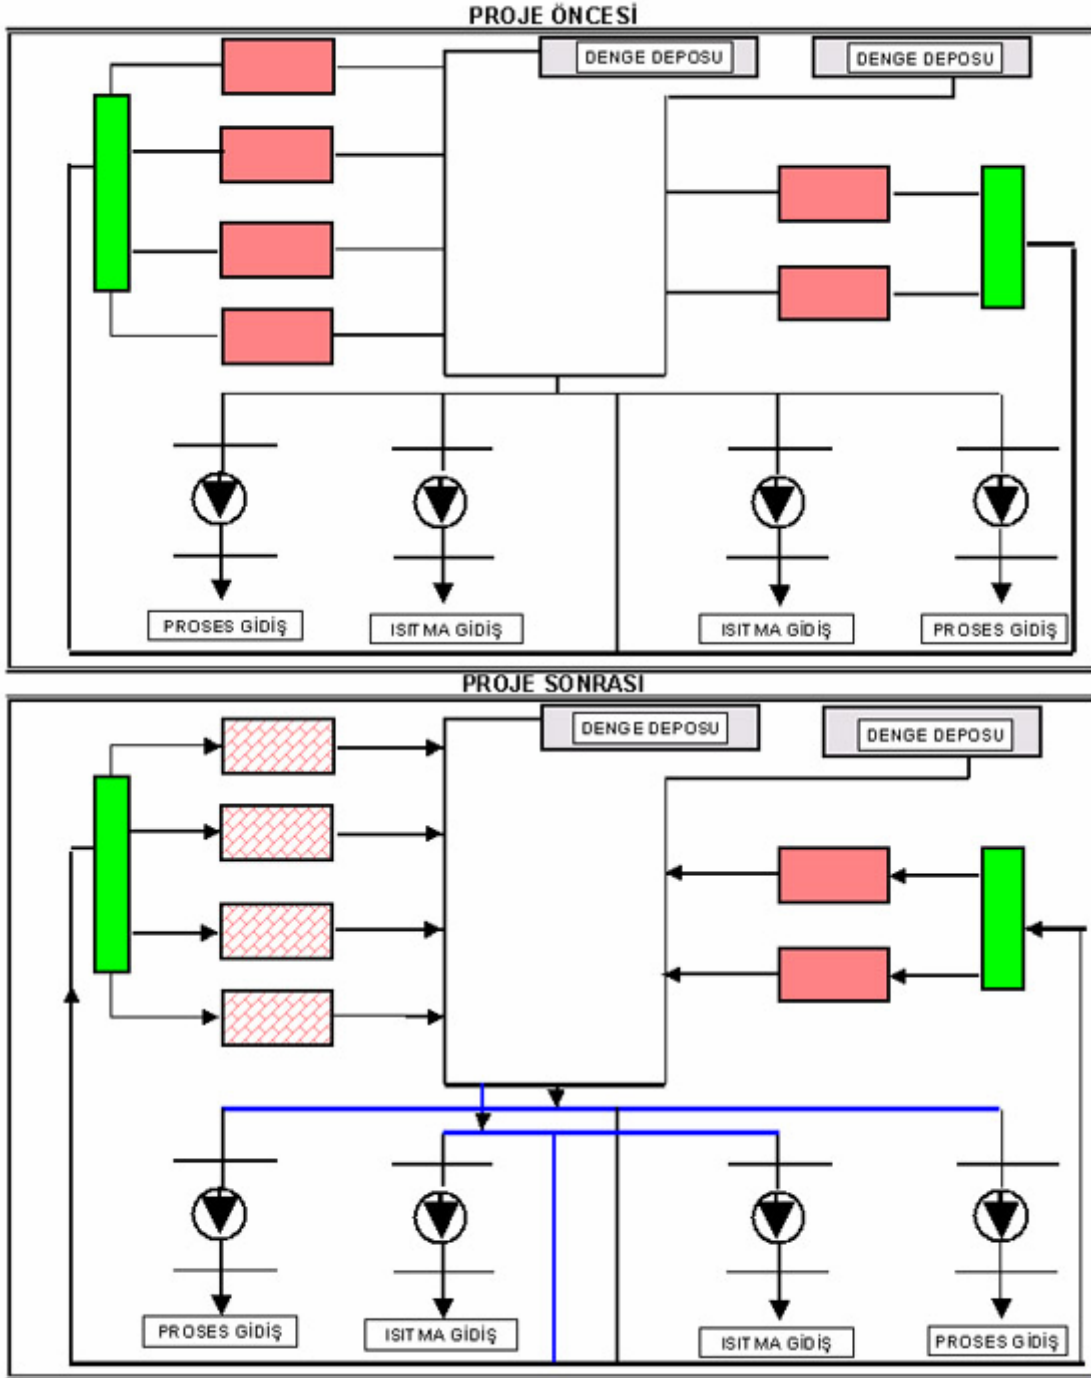 PROJE ÖNCESİ
DENGE DEPOSU
DENGE DEPOSU
PROSES GİDİŞ
ISITMA GİDİŞ
ISITMA GİDİŞ
PROSES GİDİŞ
PROJE SONRASI
DENGE DEPOSU
DENGE DEPOSU
PROSES GİDİŞ
ISITMA GİDİŞ
ISITMA GİDİŞ
PROSES GİDİŞ